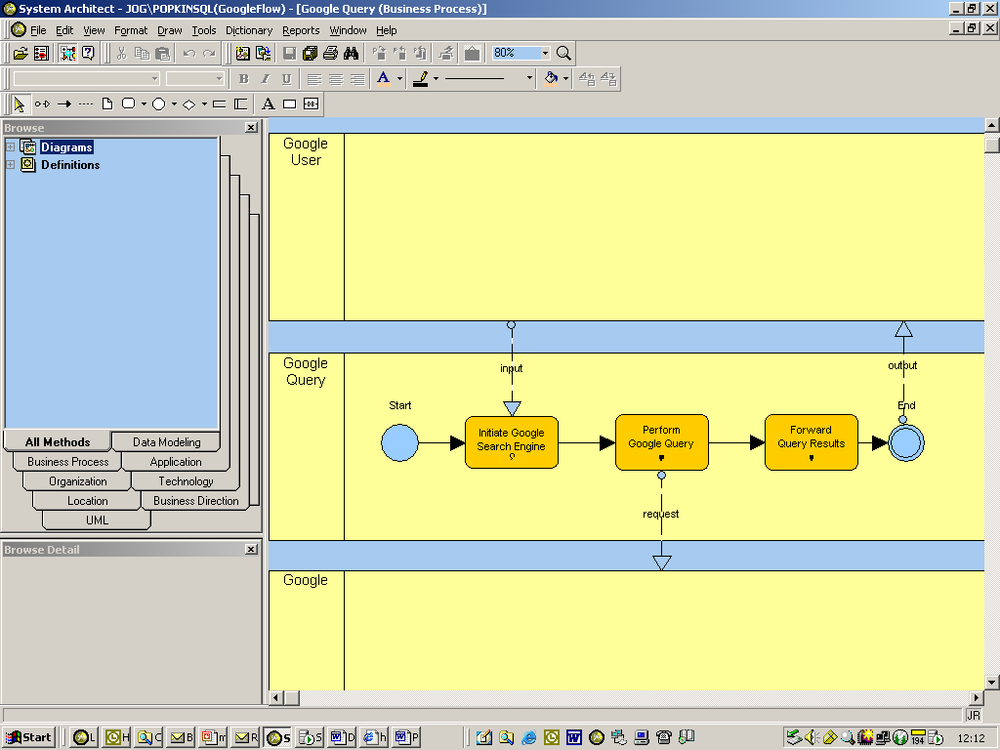 System Architect - JOG\POPKINSQL(GoogleFlow) - [Google Query (Business Process)]
File Edit View Format Draw Tools Dictionary Reports Window Help
80%
B I U A
A DB
Browse
Diagrams
Definitions
All Methods Data Modeling
Business Process Application
Organization Technology
Location Business Direction
UML
Browse Detail
Google
User
input
output
Google
Query
Start
End
Initiate Google
Search Engine
Perform
Google Query
Forward
Query Results
request
Google
JR
Start L H C B m R S S D h P 194 12:12